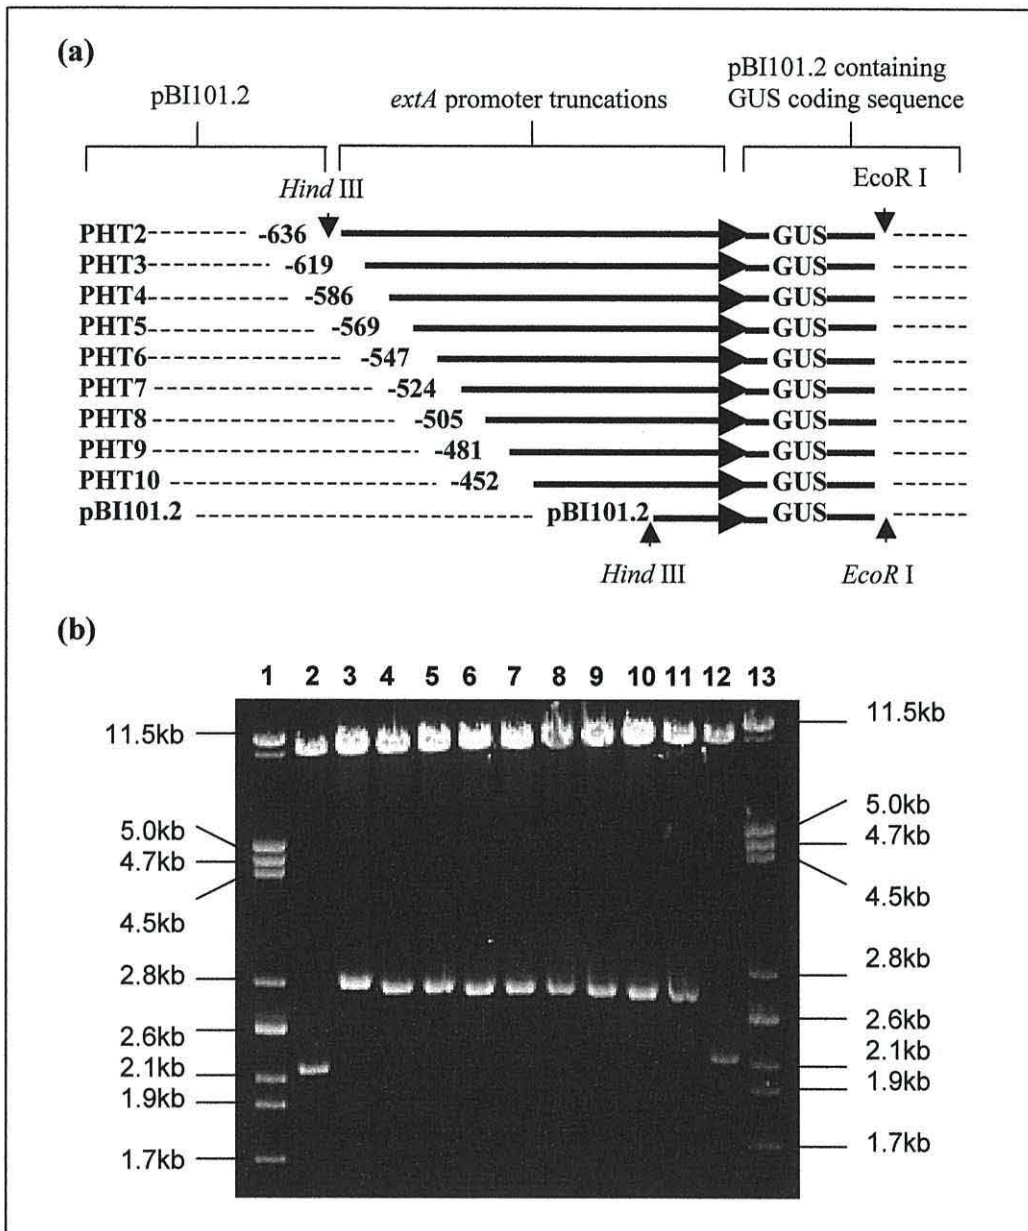 (a)
pBI101.2
extA promoter truncations
pBI101.2 containing
GUS coding sequence
Hind III
EcoR I
PHT2 -636 GUS
PHT3 -619 GUS
PHT4 -586 GUS
PHT5 -569 GUS
PHT6 -547 GUS
PHT7 -524 GUS
PHT8 -505 GUS
PHT9 -481 GUS
PHT10 -452 GUS
pBI101.2 pBI101.2 GUS
Hind III EcoR I
(b)
1 2 3 4 5 6 7 8 9 10 11 12 13
11.5kb
5.0kb
4.7kb
4.5kb
2.8kb
2.6kb
2.1kb
1.9kb
1.7kb
11.5kb
5.0kb
4.7kb
4.5kb
2.8kb
2.6kb
2.1kb
1.9kb
1.7kb